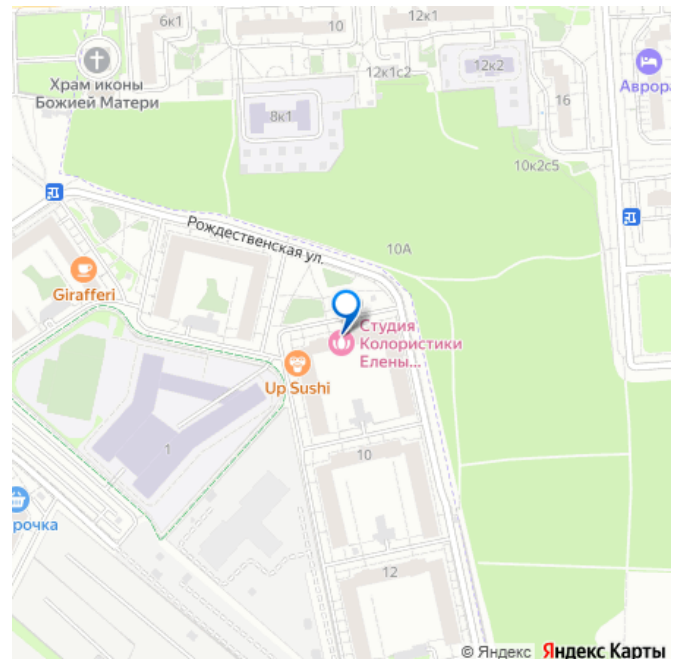 6к1
10
12к1
Храм иконы
Божией Матери
12к1с2
12к2
Аврора
8к1
16
10к2с5
Рождественская ул.
10А
Girafferi
Студия
Колористики
Елены...
Up Sushi
1
10
рочка
12
© Яндекс Яндекс Карты